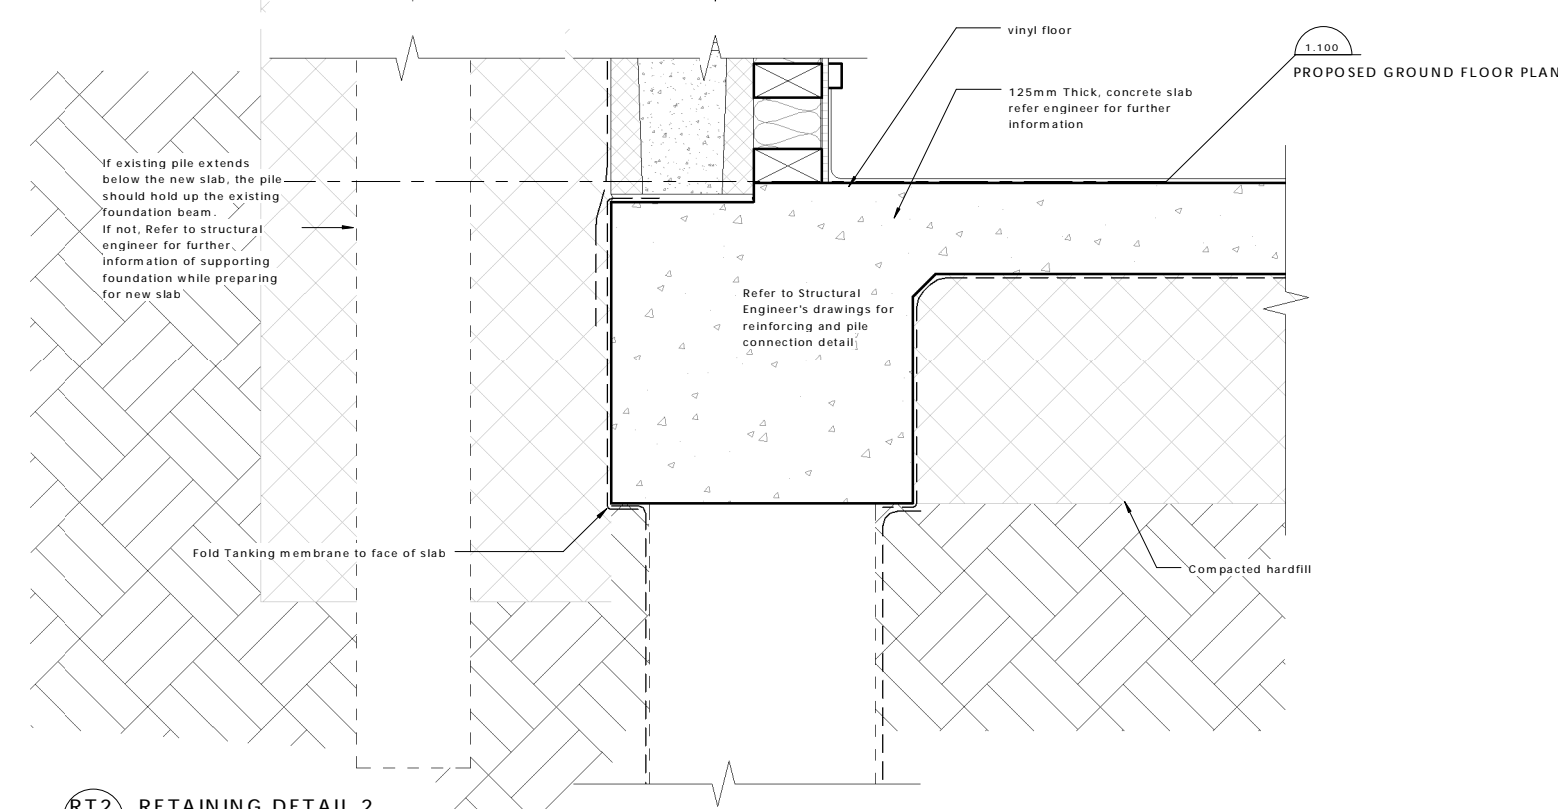 vinyl floor
1.100
PROPOSED GROUND FLOOR PLAN
125mm Thick, concrete slab
refer engineer for further
information
If existing pile extends
below the new slab, the pile
should hold up the existing
foundation beam.
If not, Refer to structural
engineer for further
information of supporting
foundation while preparing
for new slab
Refer to Structural
Engineer's drawings for
reinforcing and pile
connection detail
Fold Tanking membrane to face of slab
Compacted hardfill
RT2 RETAINING DETAIL 2